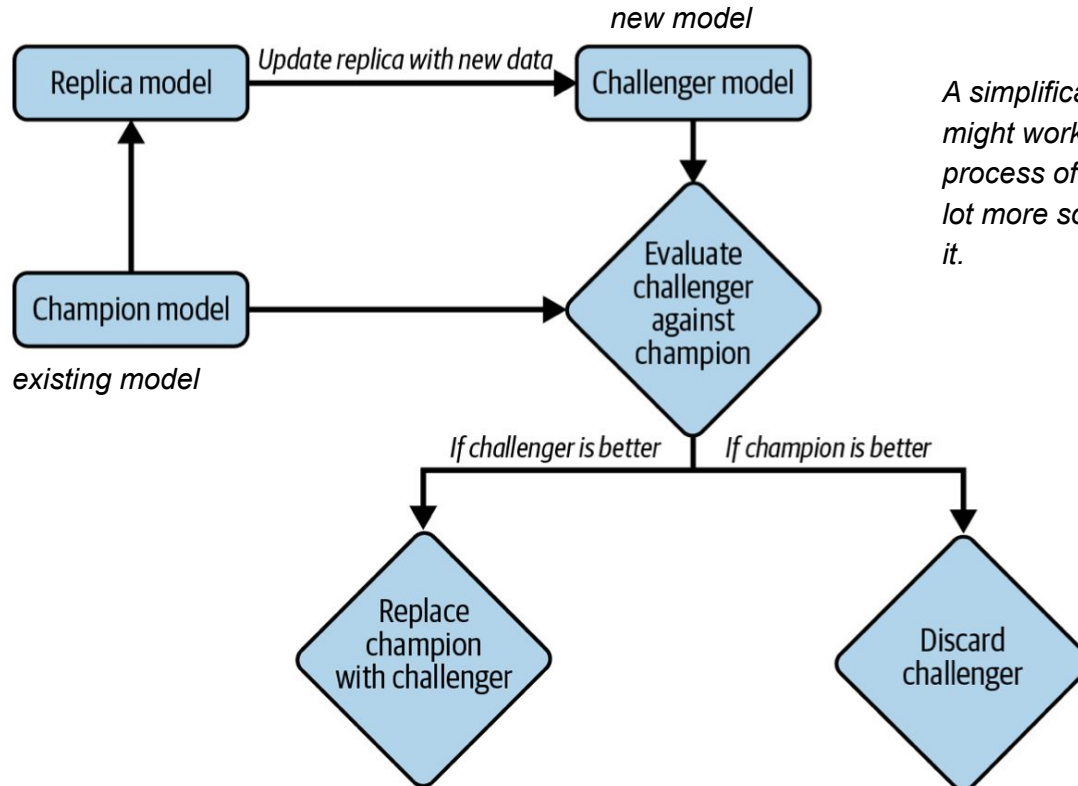 new model
Replica model
Update replica with new data
Challenger model
A simplifica
might work
process of
lot more so
it.
Evaluate
challenger
against
champion
Champion model
existing model
If challenger is better
If champion is better
Replace
champion
with challenger
Discard
challenger